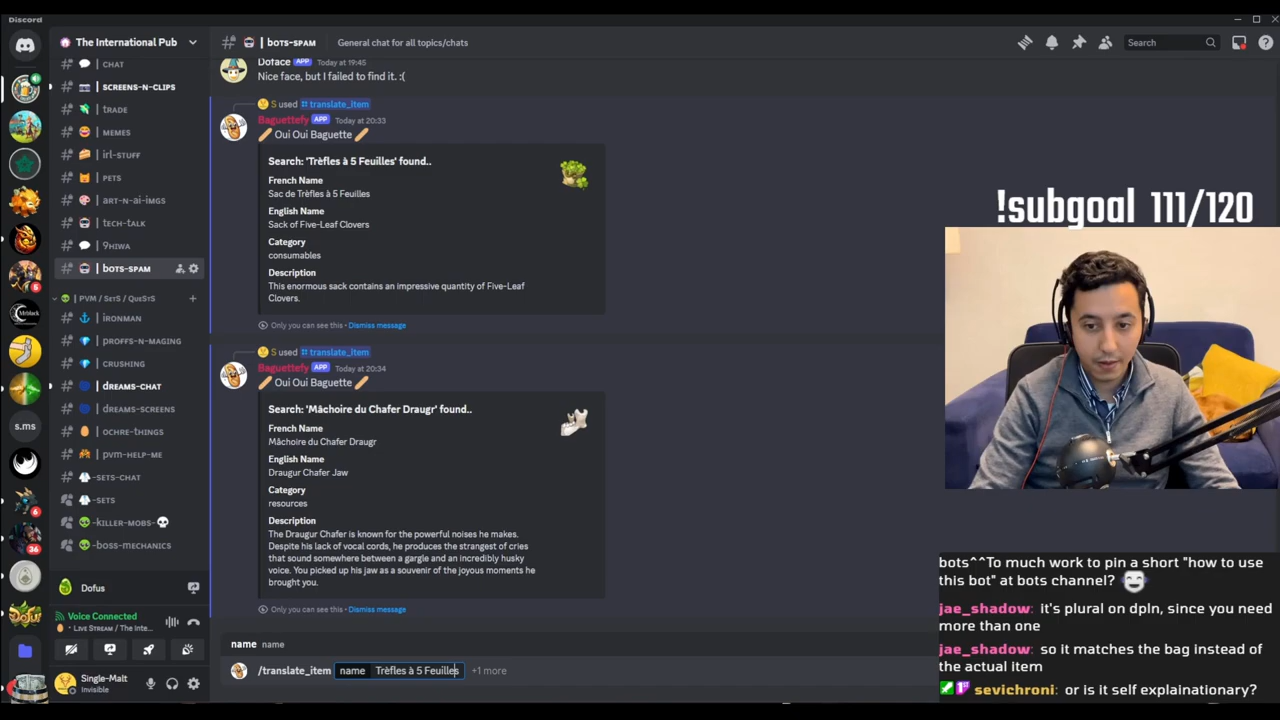 Discord
The International Pub
BOTS-SPAM
General chat for all topics/chats
Search
CHAT
SCREENS-N-CLIPS
TRADE
MEMES
IRL-STUFF
PETS
ART-N-AI-IMGS
TECH-TALK
9HIWA
BOTS-SPAM
PVM / SETS / QUESTS
IRONMAN
PROFFS-N-MAGING
CRUSHING
DREAMS-CHAT
DREAMS-SCREENS
OCHRE-THINGS
PVM-HELP-ME
-SETS-CHAT
-SETS
-KILLER-MOBS-
-BOSS-MECHANICS
s.ms
6
6
36
Dofus
Voice Connected
Live Stream / The Inte...
Single-Malt
Invisible
Doface APP Today at 19:45
Nice face, but I failed to find it. :(
S used translate_item
Baguettefy APP Today at 20:33
Oui Oui Baguette
Search: 'Trèfles à 5 Feuilles' found..
French Name
Sac de Trèfles à 5 Feuilles
English Name
Sack of Five-Leaf Clovers
Category
consumables
Description
This enormous sack contains an impressive quantity of Five-Leaf
Clovers.
Only you can see this • Dismiss message
S used translate_item
Baguettefy APP Today at 20:34
Oui Oui Baguette
Search: 'Mâchoire du Chafer Draugr' found..
French Name
Mâchoire du Chafer Draugr
English Name
Draugur Chafer Jaw
Category
resources
Description
The Draugur Chafer is known for the powerful noises he makes.
Despite his lack of vocal cords, he produces the strangest of cries
that sound somewhere between a gargle and an incredibly husky
voice. You picked up his jaw as a souvenir of the joyous moments he
brought you.
Only you can see this • Dismiss message
name name
/translate_item name Trèfles à 5 Feuilles +1 more
!subgoal 111/120
bots^^To much work to pin a short "how to use
this bot" at bots channel?
jae_shadow: it's plural on dpln, since you need
more than one
jae_shadow: so it matches the bag instead of
the actual item
sevichroni: or is it self explainationary?